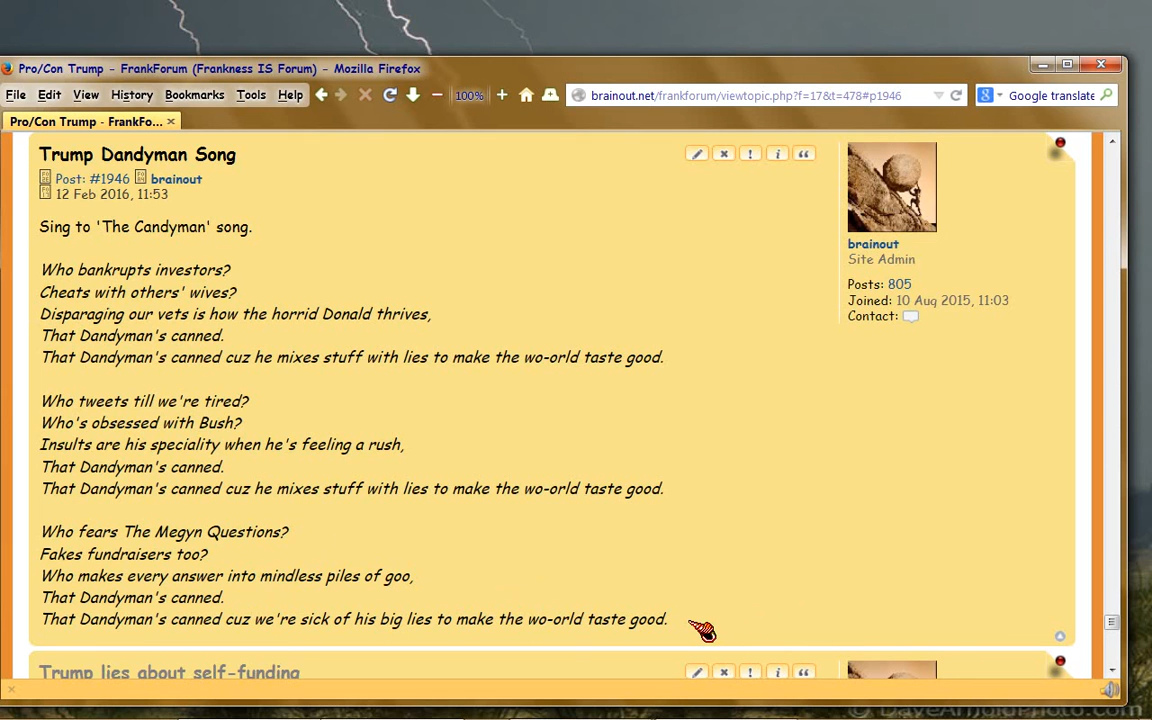 Pro/Con Trump - FrankForum (Frankness IS Forum) - Mozilla Firefox
File Edit View History Bookmarks Tools Help
100%
brainout.net/frankforum/viewtopic.php?f=17&t=478#p1946
Google translate
Pro/Con Trump - FrankFo...
Trump Dandyman Song
Post: #1946 brainout
12 Feb 2016, 11:53
Sing to 'The Candyman' song.
Who bankrupts investors?
Cheats with others' wives?
Disparaging our vets is how the horrid Donald thrives,
That Dandyman's canned.
That Dandyman's canned cuz he mixes stuff with lies to make the wo-orld taste good.
Who tweets till we're tired?
Who's obsessed with Bush?
Insults are his speciality when he's feeling a rush,
That Dandyman's canned.
That Dandyman's canned cuz he mixes stuff with lies to make the wo-orld taste good.
Who fears The Megyn Questions?
Fakes fundraisers too?
Who makes every answer into mindless piles of goo,
That Dandyman's canned.
That Dandyman's canned cuz we're sick of his big lies to make the wo-orld taste good.
brainout
Site Admin
Posts: 805
Joined: 10 Aug 2015, 11:03
Contact:
Trump lies about self-funding